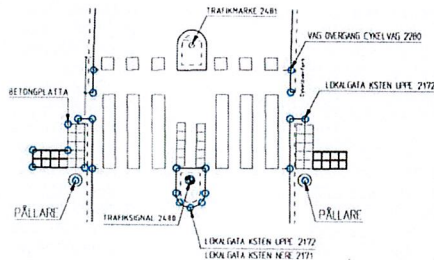 TRAFIKMARKE 2481
VAG OVERGANG CYKELVAG 2280
BETONGPLATTA
LOKALGATA KSTEN UPPE 2172
PÅLLARE
TRAFIKSIGNAL 2480
PÅLLARE
LOKALGATA KSTEN UPPE 2172
LOKALGATA KSTEN NERE 2171